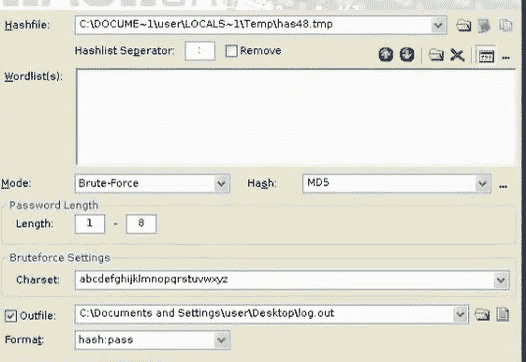 Hashfile: C:\DOCUME~1\user\LOCALS~1\Temp\has48.tmp
Hashlist Seperator: : Remove
Wordlist(s):
...
Mode: Brute-Force Hash: MD5 ...
Password Length
Length: 1 - 8
Bruteforce Settings
Charset: abcdefghijklmnopqrstuvwxyz
Outfile: C:\Documents and Settings\user\Desktop\log.out
Format: hash:pass